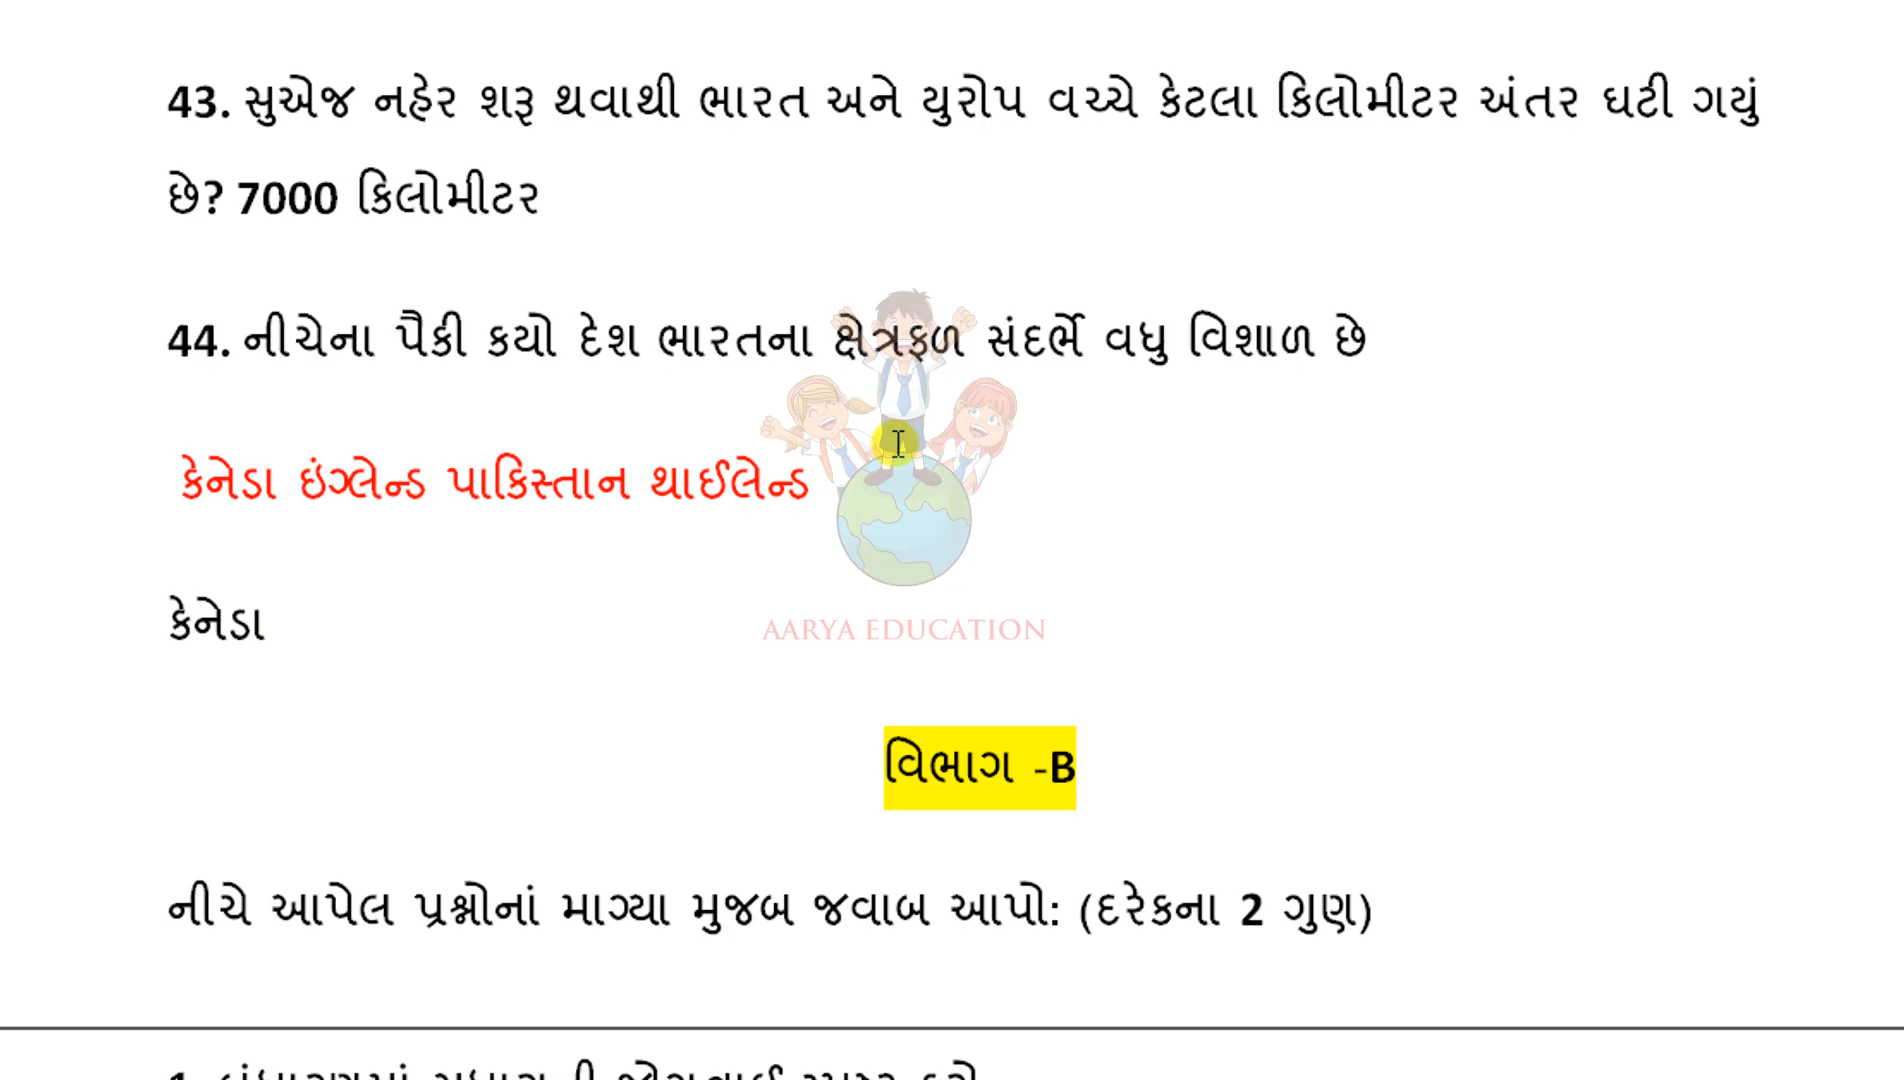 43. સુએજ નહેર શરૂ થવાથી ભારત અને યુરોપ વચ્ચે કેટલા કિલોમીટર અંતર ઘટી ગયું
છે? 7000 કિલોમીટર
44. નીચેના પૈકી કયો દેશ ભારતના ક્ષેત્રફળ સંદર્ભે વધુ વિશાળ છે
કેનેડા ઇંગ્લેન્ડ પાકિસ્તાન થાઈલેન્ડ
કેનેડા
AARYA EDUCATION
વિભાગ -B
નીચે આપેલ પ્રશ્નોનાં માગ્યા મુજબ જવાબ આપો: (દરેકના 2 ગુણ)